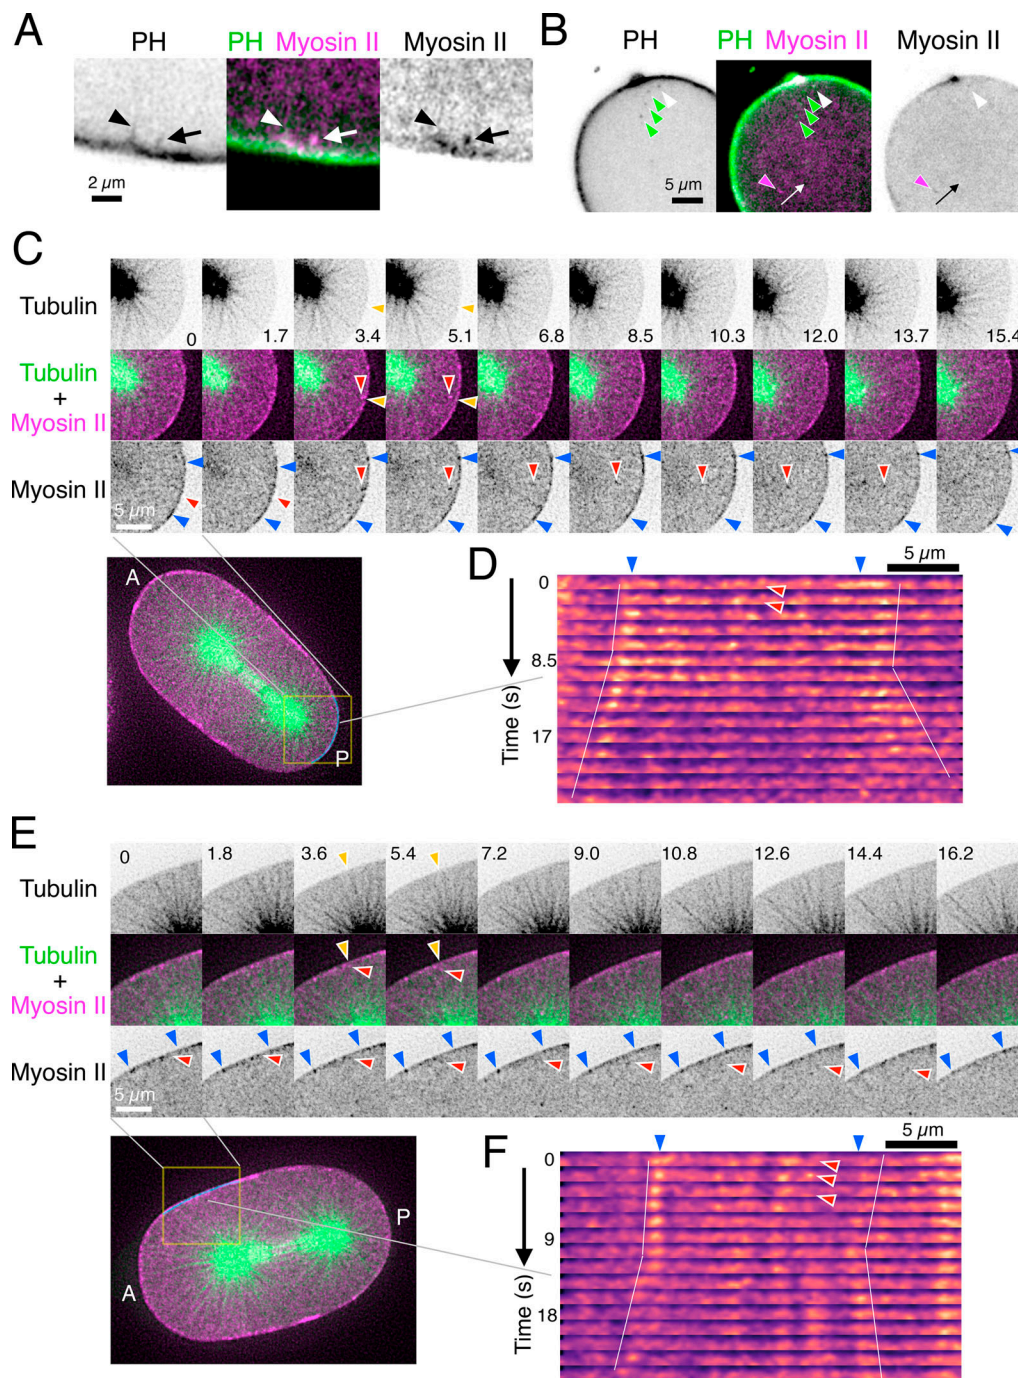 A
PH
PH Myosin II
Myosin II
2 µm
B
PH
PH Myosin II
Myosin II
5 µm
C
Tubulin
0
1.7
3.4
5.1
6.8
8.5
10.3
12.0
13.7
15.4
Tubulin
+
Myosin II
Myosin II
5 µm
A
P
D
5 µm
0
8.5
17
Time (s)
E
0
1.8
3.6
5.4
7.2
9.0
10.8
12.6
14.4
16.2
Tubulin
Tubulin
+
Myosin II
Myosin II
5 µm
P
A
F
5 µm
0
9
18
Time (s)